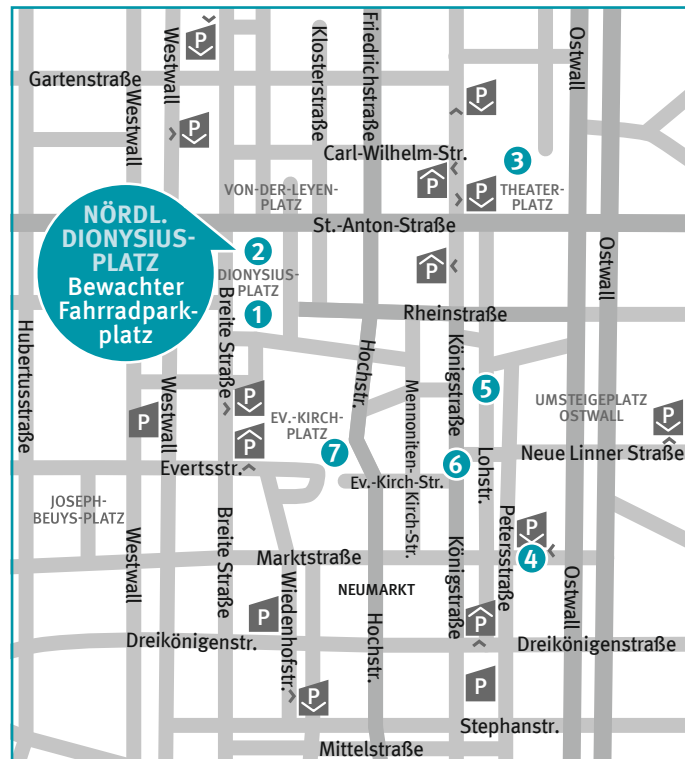 P
Westwall
Klosterstraße
Friedrichstraße
Ostwall
Gartenstraße
Westwall
P
P
Carl-Wilhelm-Str.
3
P
P
VON-DER-LEYEN-
PLATZ
THEATER-
PLATZ
St.-Anton-Straße
NÖRDL.
DIONYSIUS-
PLATZ
Bewachter
Fahrradpark-
platz
2
DIONYSIUS-
PLATZ
1
P
Ostwall
Rheinstraße
Hubertusstraße
Breite Straße
Westwall
Hochstr.
Mennoniten-
Kirch-Str.
Königstraße
5
UMSTEIGEPLATZ
OSTWALL
P
P
P
P
EV.-KIRCH-
PLATZ
7
6
Lohstr.
Neue Linner Straße
Evertsstr.
Ev.-Kirch-Str.
JOSEPH-
BEUYS-PLATZ
Westwall
Breite Straße
Petersstraße
P
4
Ostwall
Marktstraße
Wiedenhofstr.
NEUMARKT
Hochstr.
Königstraße
P
P
Dreikönigenstr.
Dreikönigenstraße
P
P
Stephanstr.
Mittelstraße